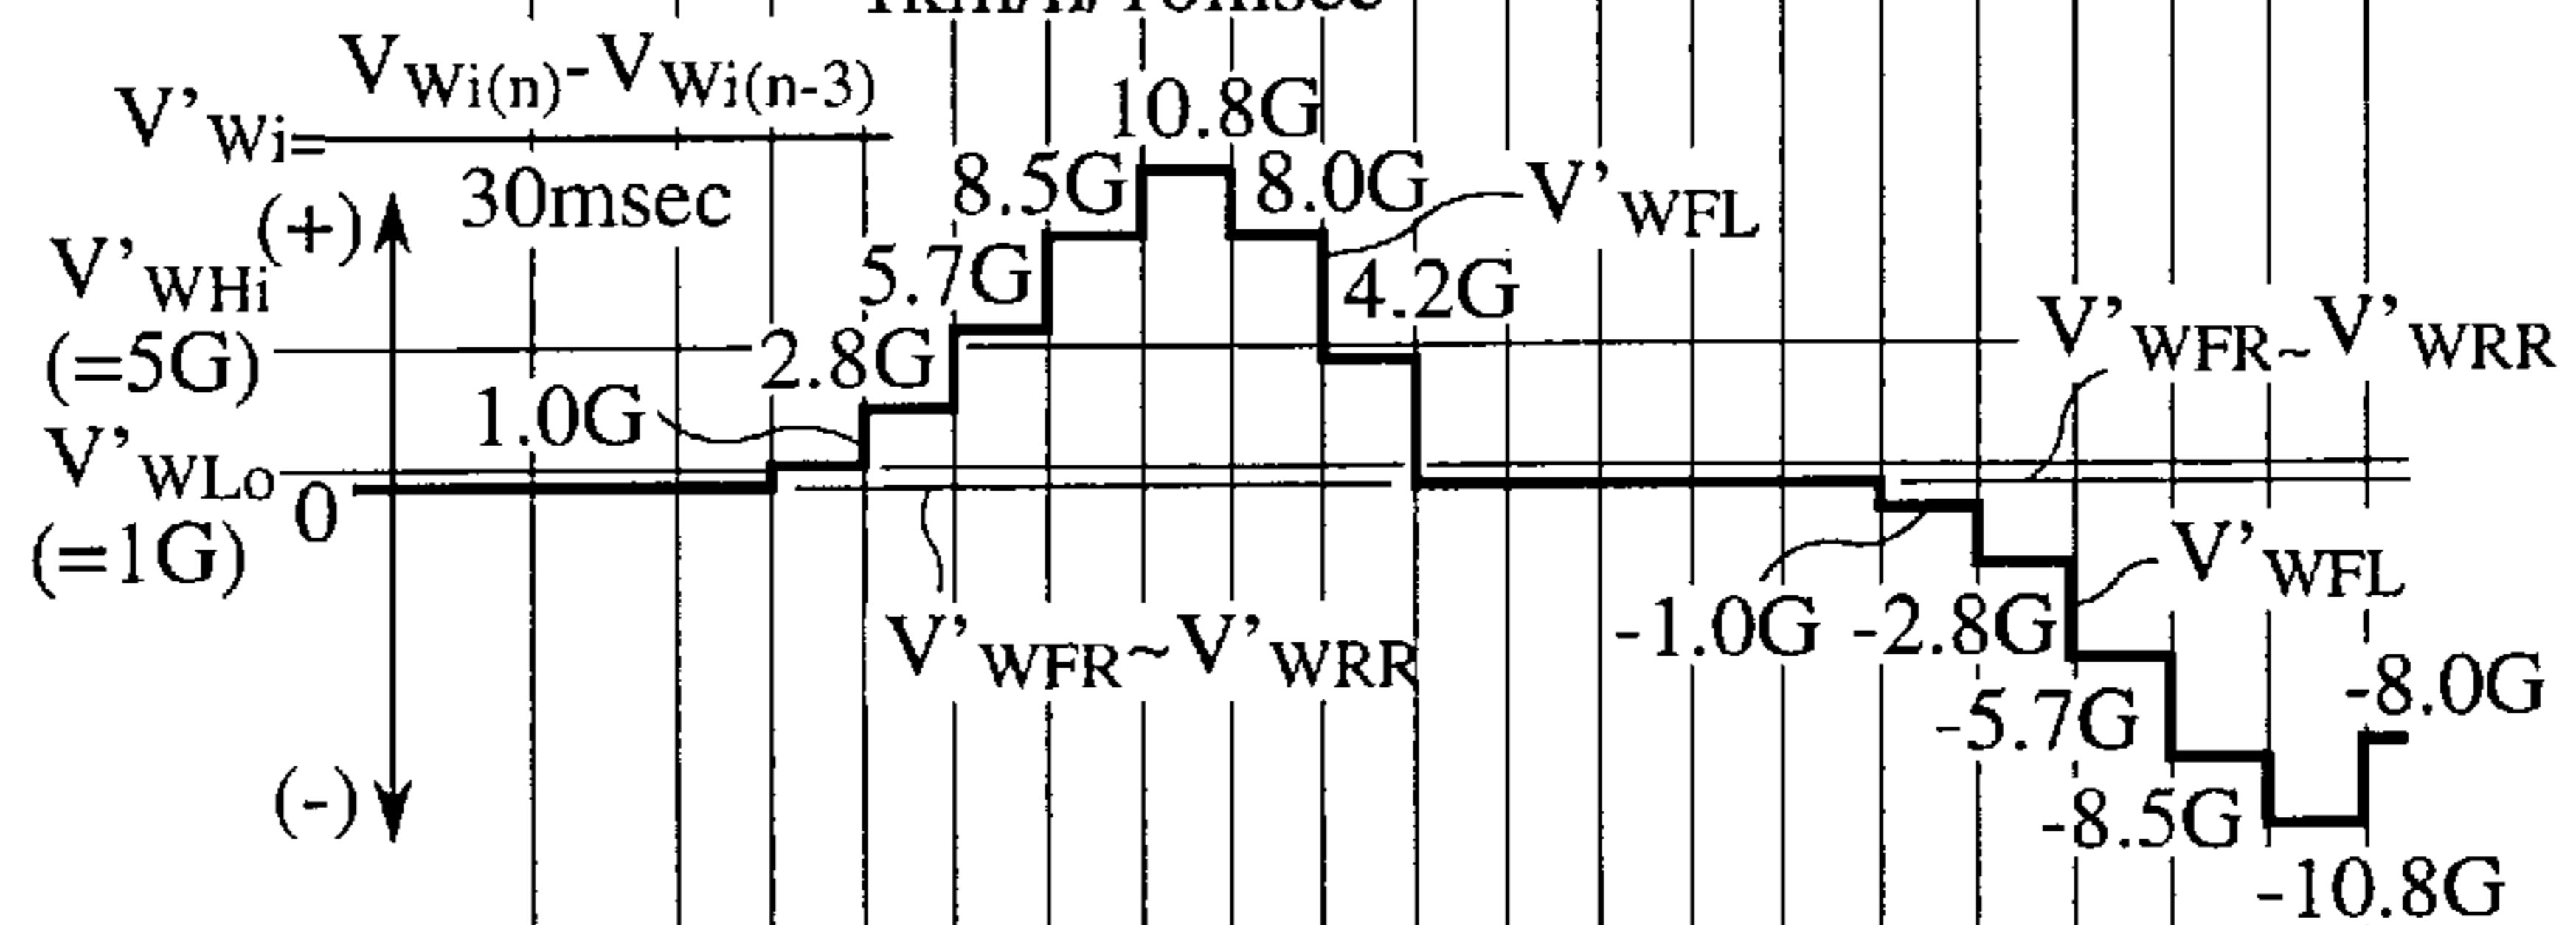 1km/h/10msec
V'Wi= VWi(n)-VWi(n-3)
30msec
(+)
V'WHi
(=5G)
V'WLo
(=1G)
0
(-)
1.0G
2.8G
5.7G
8.5G
10.8G
8.0G
4.2G
V'WFL
V'WFR~V'WRR
V'WFR~V'WRR
V'WFL
-1.0G
-2.8G
-5.7G
-8.5G
-10.8G
-8.0G